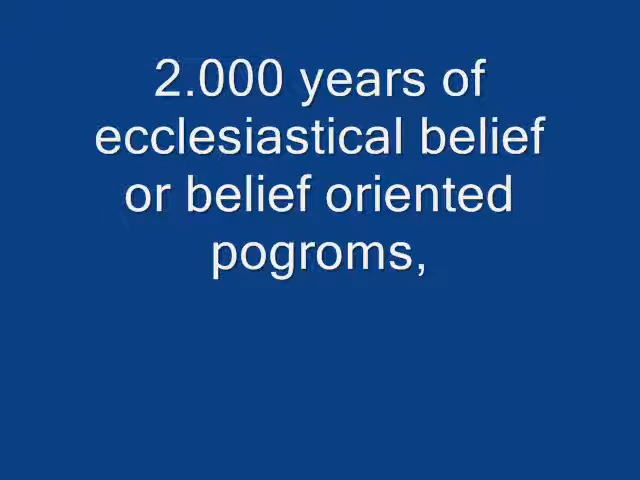 2.000 years of
ecclesiastical belief
or belief oriented
pogroms,